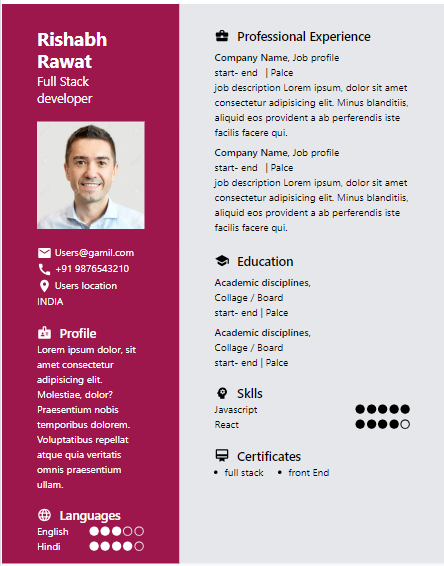 Rishabh
Rawat
Full Stack
developer
Users@gamil.com
+91 9876543210
Users location
INDIA
Profile
Lorem ipsum dolor, sit
amet consectetur
adipisicing elit.
Molestiae, dolor?
Praesentium nobis
temporibus dolorem.
Voluptatibus repellat
atque quia veritatis
omnis praesentium
ullam.
Languages
English
Hindi
Professional Experience
Company Name, Job profile
start- end | Palce
job description Lorem ipsum, dolor sit amet
consectetur adipisicing elit. Minus blanditiis,
aliquid eos provident a ab perferendis iste
facilis facere qui.
Company Name, Job profile
start- end | Palce
job description Lorem ipsum, dolor sit amet
consectetur adipisicing elit. Minus blanditiis,
aliquid eos provident a ab perferendis iste
facilis facere qui.
Education
Academic disciplines,
Collage / Board
start- end | Palce
Academic disciplines,
Collage / Board
start- end | Palce
Sklls
Javascript
React
Certificates
• full stack • front End